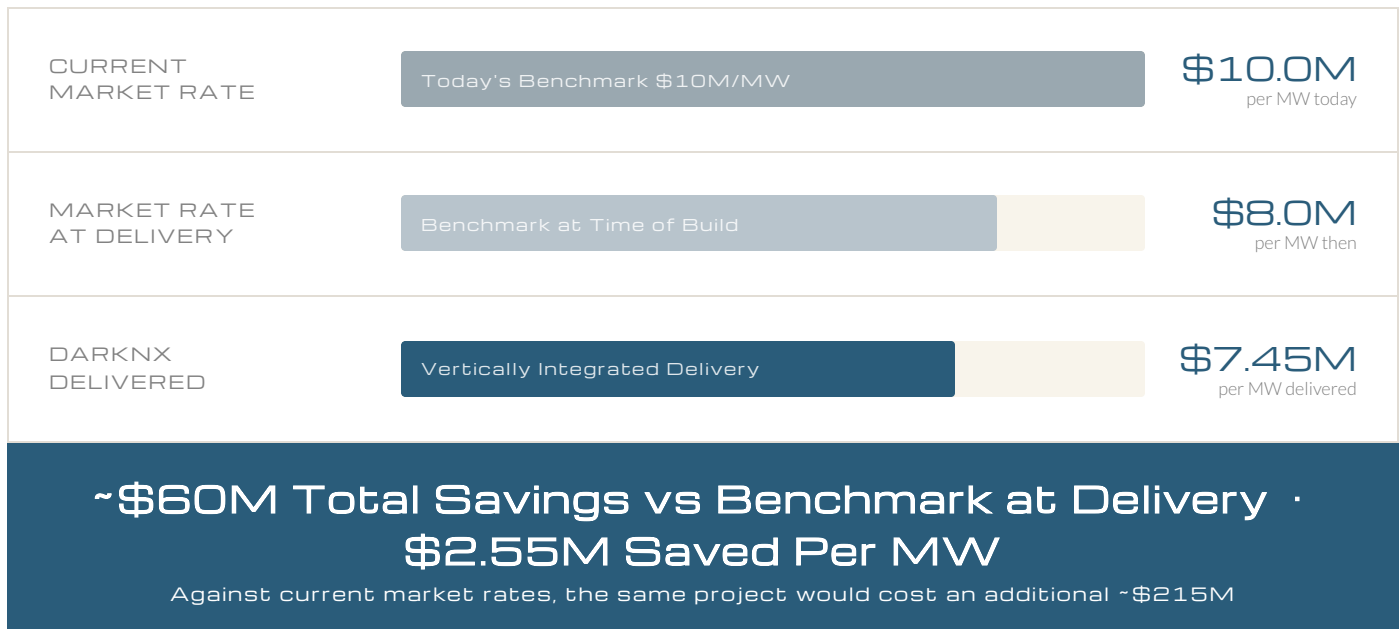 CURRENT
MARKET RATE
Today's Benchmark $10M/MW
$10.0M
per MW today
MARKET RATE
AT DELIVERY
Benchmark at Time of Build
$8.0M
per MW then
DARKNX
DELIVERED
Vertically Integrated Delivery
$7.45M
per MW delivered
~$60M Total Savings vs Benchmark at Delivery ·
$2.55M Saved Per MW
Against current market rates, the same project would cost an additional ~$215M